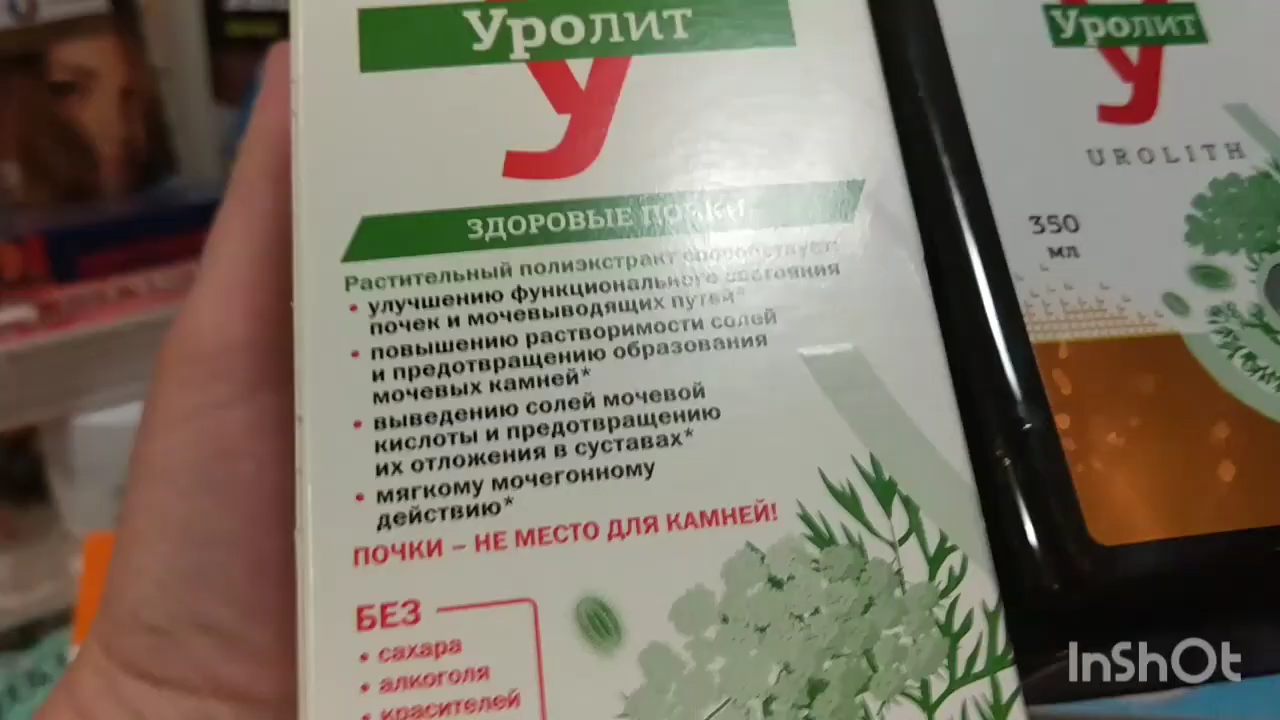 Уролит
У
ЗДОРОВЫЕ ПОЧКИ
Растительный полиэкстракт способствует:
• улучшению функционального состояния
почек и мочевыводящих путей*
• повышению растворимости солей
и предотвращению образования
мочевых камней*
• выведению солей мочевой
кислоты и предотвращению
их отложения в суставах*
• мягкому мочегонному
действию*
ПОЧКИ – НЕ МЕСТО ДЛЯ КАМНЕЙ!
БЕЗ
• сахара
• алкоголя
• красителей
Уролит
У
UROLITH
350
мл
InShOt